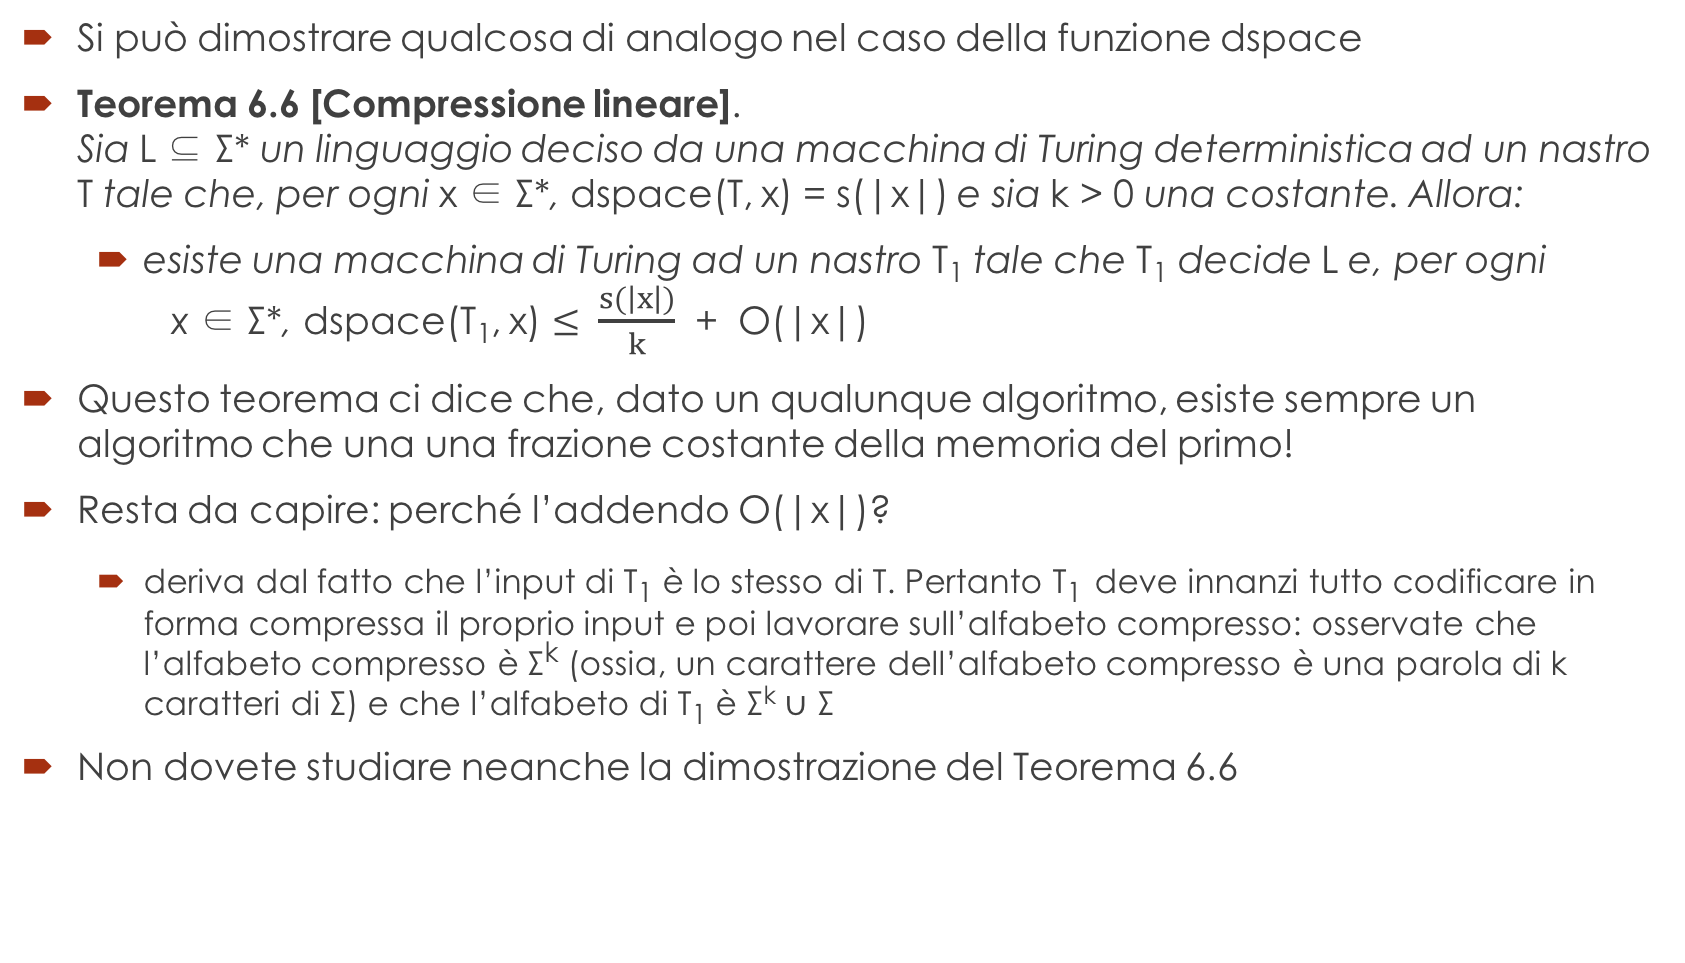 Si può dimostrare qualcosa di analogo nel caso della funzione dspace
Teorema 6.6 [Compressione lineare].
Sia L ⊆ Σ* un linguaggio deciso da una macchina di Turing deterministica ad un nastro
T tale che, per ogni x ∈ Σ*, dspace(T, x) = s(|x|) e sia k > 0 una costante. Allora:
esiste una macchina di Turing ad un nastro T₁ tale che T₁ decide L e, per ogni
x ∈ Σ*, dspace(T₁, x) ≤ s(|x|)/k + O(|x|)
Questo teorema ci dice che, dato un qualunque algoritmo, esiste sempre un
algoritmo che una una frazione costante della memoria del primo!
Resta da capire: perché l’addendo O(|x|)?
deriva dal fatto che l’input di T₁ è lo stesso di T. Pertanto T₁ deve innanzi tutto codificare in
forma compressa il proprio input e poi lavorare sull’alfabeto compresso: osservate che
l’alfabeto compresso è Σᵏ (ossia, un carattere dell’alfabeto compresso è una parola di k
caratteri di Σ) e che l’alfabeto di T₁ è Σᵏ ∪ Σ
Non dovete studiare neanche la dimostrazione del Teorema 6.6